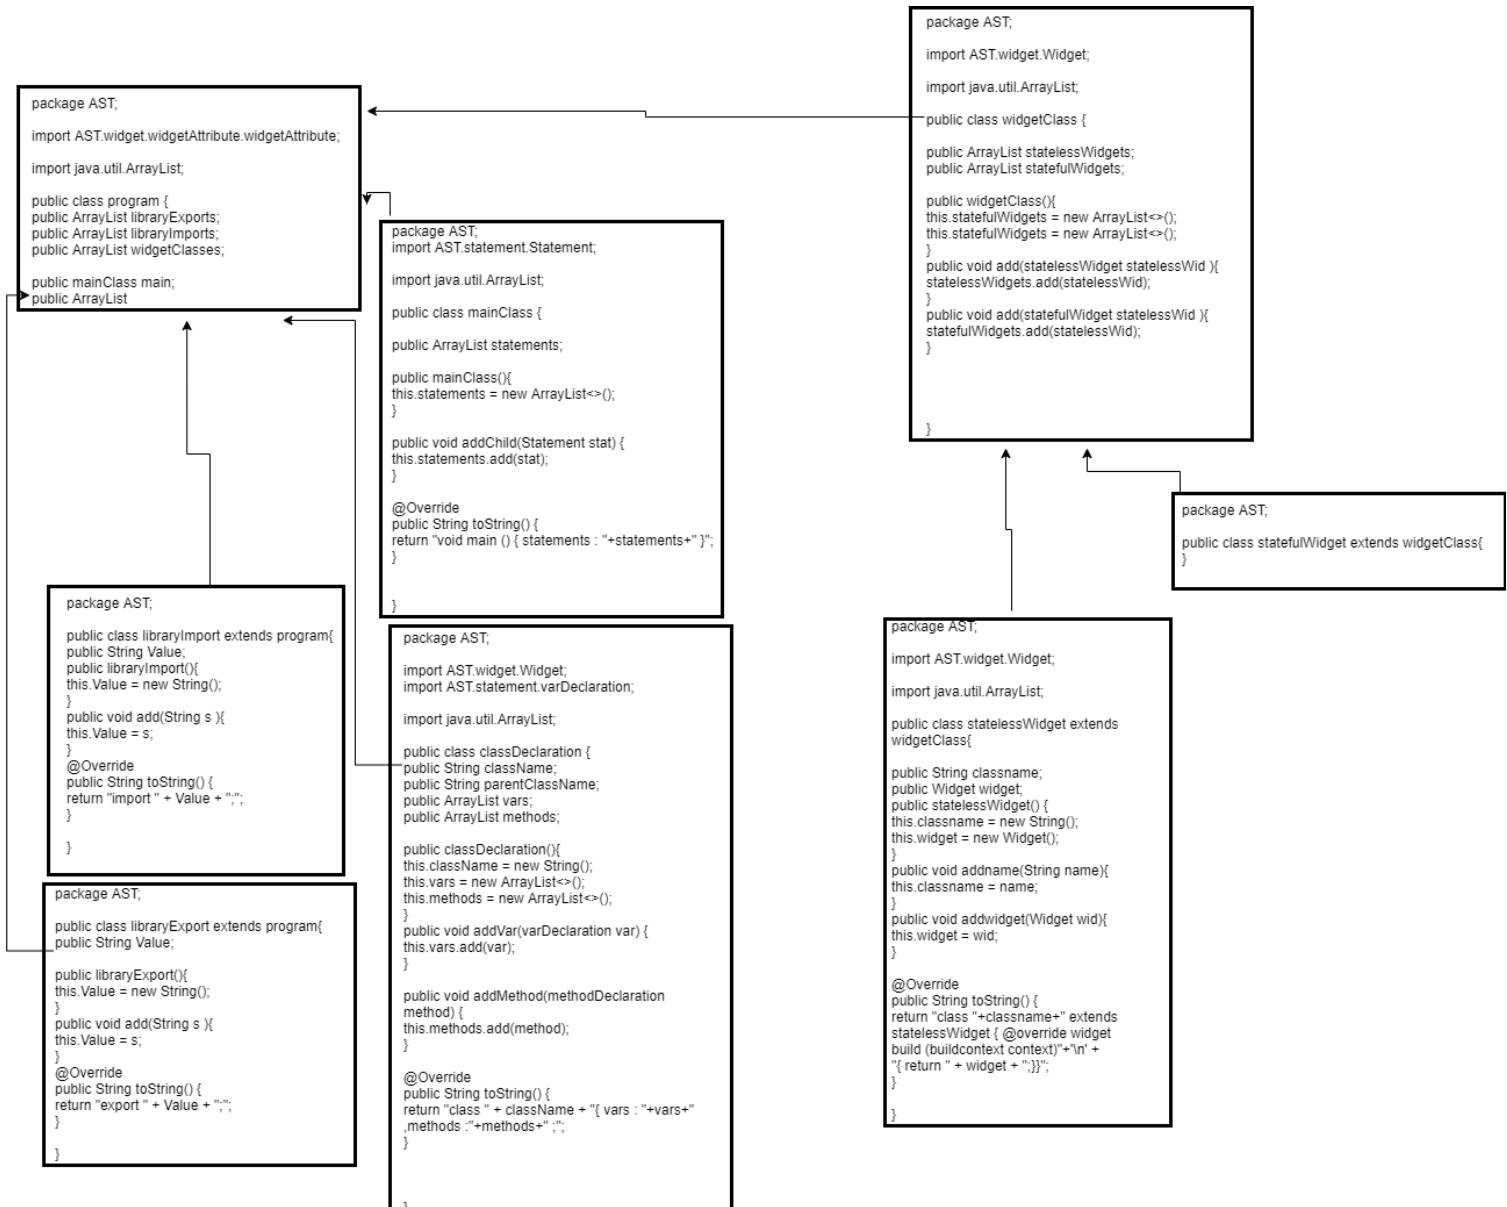 package AST;
import AST.widget.widgetAttribute.widgetAttribute;
import java.util.ArrayList;
public class program {
public ArrayList libraryExports;
public ArrayList libraryImports;
public ArrayList widgetClasses;
public mainClass main;
public ArrayList
package AST;
import AST.statement.Statement;
import java.util.ArrayList;
public class mainClass {
public ArrayList statements;
public mainClass(){
this.statements = new ArrayList<>();
}
public void addChild(Statement stat) {
this.statements.add(stat);
}
@Override
public String toString() {
return "void main () { statements : "+statements+" }";
}
}
package AST;
import AST.widget.Widget;
import java.util.ArrayList;
public class widgetClass {
public ArrayList statelessWidgets;
public ArrayList statefulWidgets;
public widgetClass(){
this.statefulWidgets = new ArrayList<>();
this.statefulWidgets = new ArrayList<>();
}
public void add(statelessWidget statelessWid ){
statelessWidgets.add(statelessWid);
}
public void add(statefulWidget statelessWid ){
statefulWidgets.add(statelessWid);
}
}
package AST;
public class statefulWidget extends widgetClass{
}
package AST;
public class libraryImport extends program{
public String Value;
public libraryImport(){
this.Value = new String();
}
public void add(String s ){
this.Value = s;
}
@Override
public String toString() {
return "import " + Value + ";";
}
}
package AST;
public class libraryExport extends program{
public String Value;
public libraryExport(){
this.Value = new String();
}
public void add(String s ){
this.Value = s;
}
@Override
public String toString() {
return "export " + Value + ";";
}
}
package AST;
import AST.widget.Widget;
import AST.statement.varDeclaration;
import java.util.ArrayList;
public class classDeclaration {
public String className;
public String parentClassName;
public ArrayList vars;
public ArrayList methods;
public classDeclaration(){
this.className = new String();
this.vars = new ArrayList<>();
this.methods = new ArrayList<>();
}
public void addVar(varDeclaration var) {
this.vars.add(var);
}
public void addMethod(methodDeclaration
method) {
this.methods.add(method);
}
@Override
public String toString() {
return "class " + className + "{ vars : "+vars+"
,methods :"+methods+" ;";
}
}
package AST;
import AST.widget.Widget;
import java.util.ArrayList;
public class statelessWidget extends
widgetClass{
public String classname;
public Widget widget;
public statelessWidget() {
this.classname = new String();
this.widget = new Widget();
}
public void addname(String name){
this.classname = name;
}
public void addwidget(Widget wid){
this.widget = wid;
}
@Override
public String toString() {
return "class "+classname+" extends
statelessWidget { @override widget
build (buildcontext context)"+'\n' +
"{ return " + widget + ";}}";
}
}